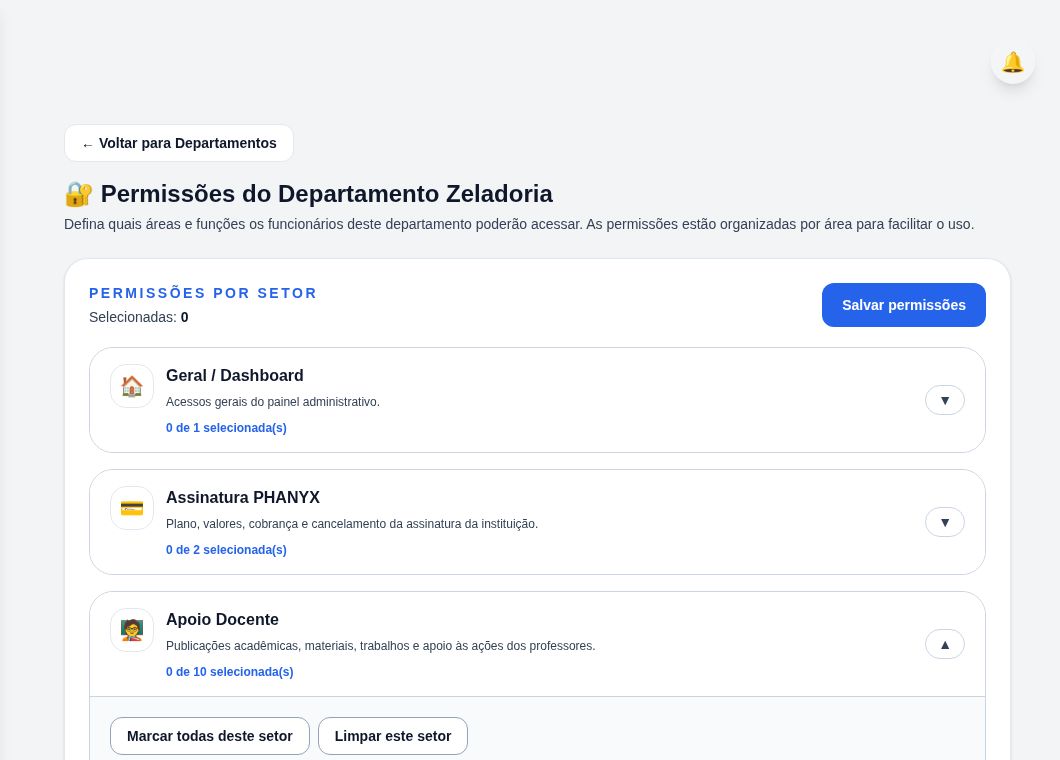 ← Voltar para Departamentos
🔐 Permissões do Departamento Zeladoria
Defina quais áreas e funções os funcionários deste departamento poderão acessar. As permissões estão organizadas por área para facilitar o uso.
PERMISSÕES POR SETOR
Selecionadas: 0
Salvar permissões
Geral / Dashboard
Acessos gerais do painel administrativo.
0 de 1 selecionada(s)
▼
Assinatura PHANYX
Plano, valores, cobrança e cancelamento da assinatura da instituição.
0 de 2 selecionada(s)
▼
Apoio Docente
Publicações acadêmicas, materiais, trabalhos e apoio às ações dos professores.
0 de 10 selecionada(s)
▲
Marcar todas deste setor
Limpar este setor